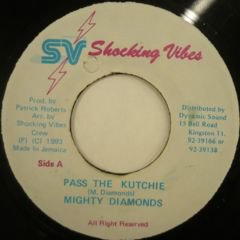 SV Shocking Vibes
Prod. by
Patrick Roberts
Arr. by
Shocking Vibes
Crew
(P) (C) 1993
Made in Jamaica
Distributed by
Dynamic Sound
15 Bell Road
Kingston 11.
92-39166 or
92-39138
Side A
PASS THE KUTCHIE
(M. Diamonds)
MIGHTY DIAMONDS
All Right Reserved